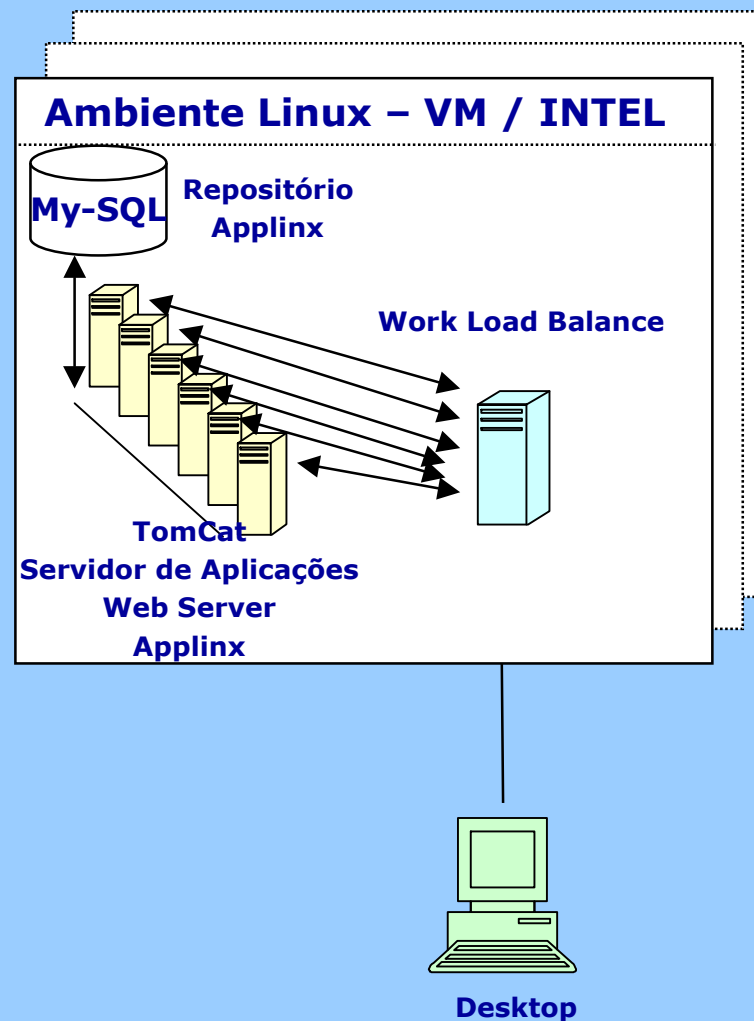 Ambiente Linux – VM / INTEL
My-SQL
Repositório
Applinx
Work Load Balance
TomCat
Servidor de Aplicações
Web Server
Applinx
Desktop